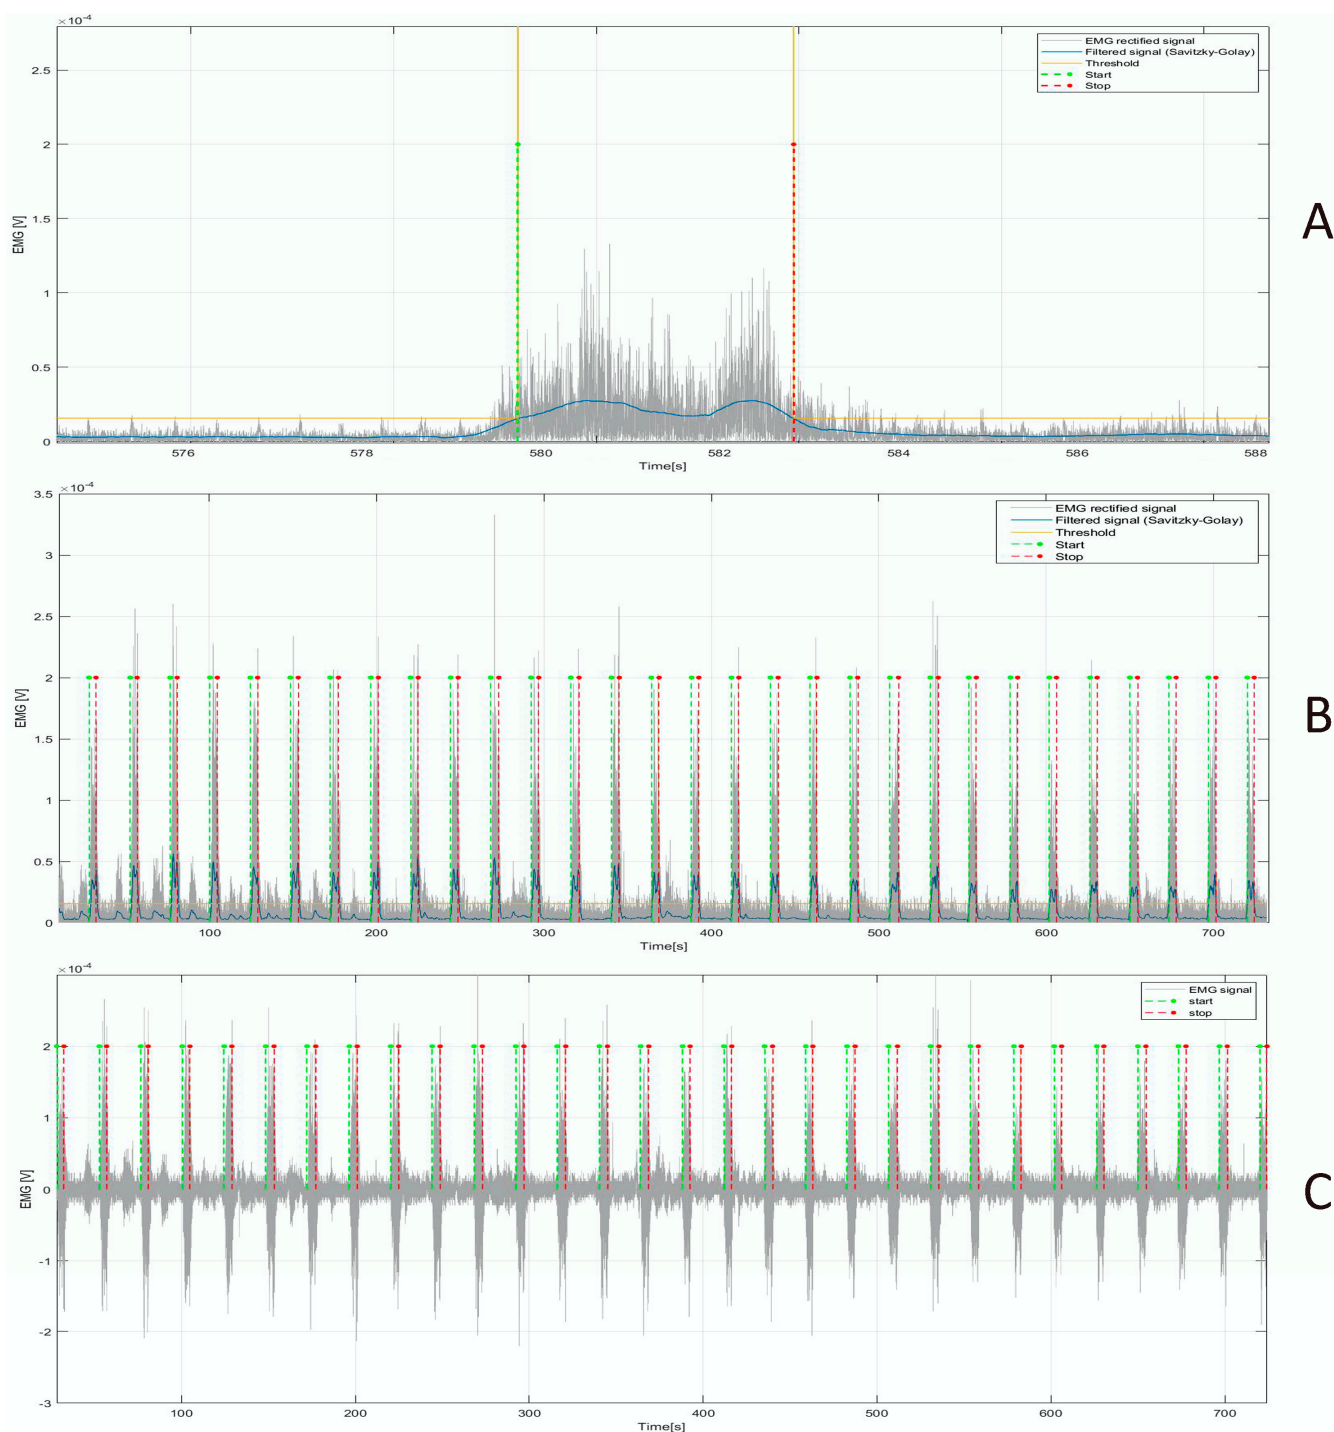 ×10⁻⁴
EMG rectified signal
Filtered signal (Savitzky-Golay)
Threshold
Start
Stop
2.5
2
1.5
1
0.5
0
EMG [V]
576 578 580 582 584 586 588
Time[s]
A
×10⁻⁴
3.5
EMG rectified signal
Filtered signal (Savitzky-Golay)
Threshold
Start
Stop
3
2.5
2
1.5
1
0.5
0
EMG [V]
100 200 300 400 500 600 700
Time[s]
B
×10⁻⁴
EMG signal
start
stop
2
1
0
-1
-2
-3
EMG [V]
100 200 300 400 500 600 700
Time[s]
C